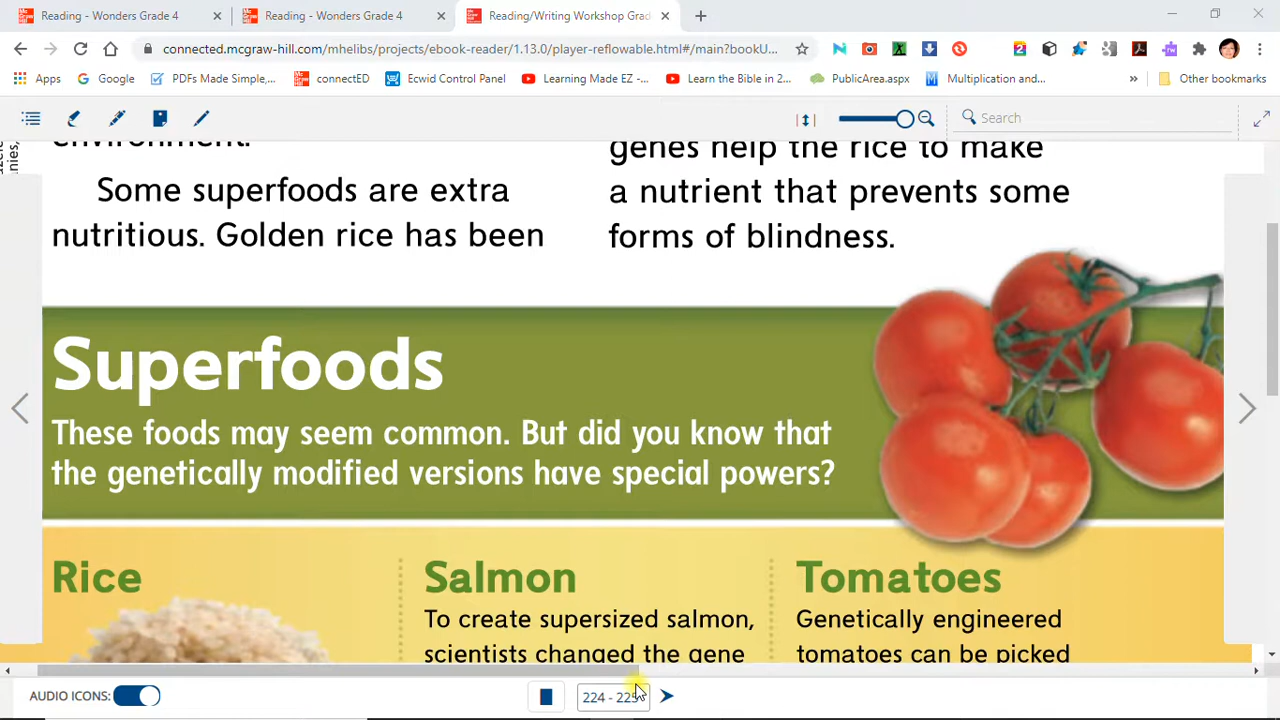 Reading - Wonders Grade 4
Reading - Wonders Grade 4
Reading/Writing Workshop Grad
connected.mcgraw-hill.com/mhelibs/projects/ebook-reader/1.13.0/player-reflowable.html#/main?bookU...
Apps
Google
PDFs Made Simple,...
connectED
Ecwid Control Panel
Learning Made EZ -...
Learn the Bible in 2...
PublicArea.aspx
Multiplication and...
Other bookmarks
Search
nies,
environment.
Some superfoods are extra
nutritious. Golden rice has been
genes help the rice to make
a nutrient that prevents some
forms of blindness.
Superfoods
These foods may seem common. But did you know that
the genetically modified versions have special powers?
Rice
Salmon
To create supersized salmon,
scientists changed the gene
Tomatoes
Genetically engineered
tomatoes can be picked
AUDIO ICONS:
224 - 225